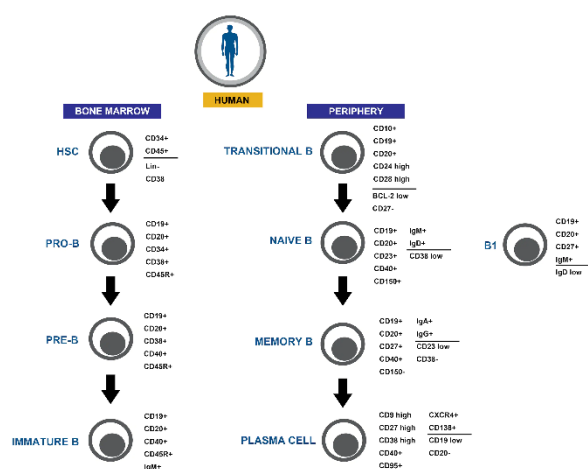 HUMAN
BONE MARROW
HSC
CD34+
CD45+
Lin-
CD38
PRO-B
CD19+
CD20+
CD34+
CD38+
CD45R+
PRE-B
CD19+
CD20+
CD38+
CD40+
CD45R+
IMMATURE B
CD19+
CD20+
CD40+
CD45R+
IgM+
PERIPHERY
TRANSITIONAL B
CD10+
CD19+
CD20+
CD24 high
CD28 high
BCL-2 low
CD27-
NAIVE B
CD19+ IgM+
CD20+ IgD+
CD23+ CD38 low
CD40+
CD150+
B1
CD19+
CD20+
CD27+
IgM+
IgD low
MEMORY B
CD19+ IgA+
CD20+ IgG+
CD27+ CD23 low
CD40+ CD38-
CD150-
PLASMA CELL
CD9 high CXCR4+
CD27 high CD138+
CD38 high CD19 low
CD40+ CD20-
CD95+